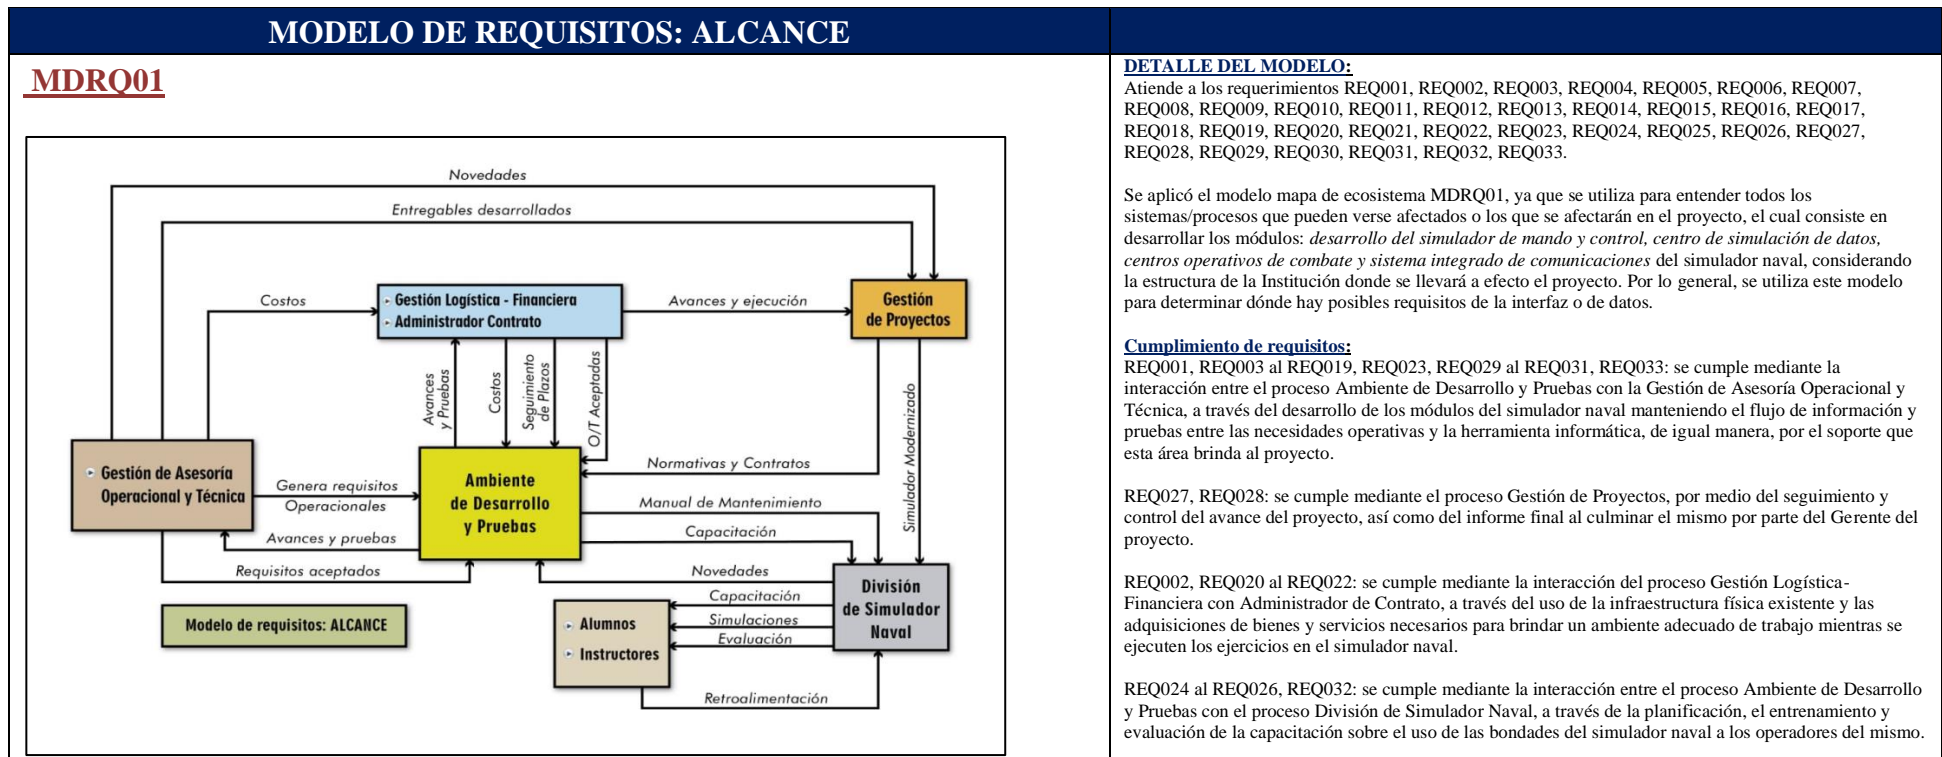 MODELO DE REQUISITOS: ALCANCE
MDRQ01
Novedades
Entregables desarrollados
Costos
Gestión Logística - Financiera
Administrador Contrato
Avances y ejecución
Gestión
de Proyectos
Avances
y Pruebas
Costos
Seguimiento
de Plazos
O/T Aceptadas
Simulador Modernizado
Gestión de Asesoría
Operacional y Técnica
Genera requisitos
Operacionales
Ambiente
de Desarrollo
y Pruebas
Normativas y Contratos
Manual de Mantenimiento
Capacitación
Avances y pruebas
Requisitos aceptados
Novedades
División
de Simulador
Naval
Capacitación
Simulaciones
Evaluación
Alumnos
Instructores
Modelo de requisitos: ALCANCE
Retroalimentación
DETALLE DEL MODELO:
Atiende a los requerimientos REQ001, REQ002, REQ003, REQ004, REQ005, REQ006, REQ007,
REQ008, REQ009, REQ010, REQ011, REQ012, REQ013, REQ014, REQ015, REQ016, REQ017,
REQ018, REQ019, REQ020, REQ021, REQ022, REQ023, REQ024, REQ025, REQ026, REQ027,
REQ028, REQ029, REQ030, REQ031, REQ032, REQ033.
Se aplicó el modelo mapa de ecosistema MDRQ01, ya que se utiliza para entender todos los
sistemas/procesos que pueden verse afectados o los que se afectarán en el proyecto, el cual consiste en
desarrollar los módulos: desarrollo del simulador de mando y control, centro de simulación de datos,
centros operativos de combate y sistema integrado de comunicaciones del simulador naval, considerando
la estructura de la Institución donde se llevará a efecto el proyecto. Por lo general, se utiliza este modelo
para determinar dónde hay posibles requisitos de la interfaz o de datos.
Cumplimiento de requisitos:
REQ001, REQ003 al REQ019, REQ023, REQ029 al REQ031, REQ033: se cumple mediante la
interacción entre el proceso Ambiente de Desarrollo y Pruebas con la Gestión de Asesoría Operacional y
Técnica, a través del desarrollo de los módulos del simulador naval manteniendo el flujo de información y
pruebas entre las necesidades operativas y la herramienta informática, de igual manera, por el soporte que
esta área brinda al proyecto.
REQ027, REQ028: se cumple mediante el proceso Gestión de Proyectos, por medio del seguimiento y
control del avance del proyecto, así como del informe final al culminar el mismo por parte del Gerente del
proyecto.
REQ002, REQ020 al REQ022: se cumple mediante la interacción del proceso Gestión Logística-
Financiera con Administrador de Contrato, a través del uso de la infraestructura física existente y las
adquisiciones de bienes y servicios necesarios para brindar un ambiente adecuado de trabajo mientras se
ejecuten los ejercicios en el simulador naval.
REQ024 al REQ026, REQ032: se cumple mediante la interacción entre el proceso Ambiente de Desarrollo
y Pruebas con el proceso División de Simulador Naval, a través de la planificación, el entrenamiento y
evaluación de la capacitación sobre el uso de las bondades del simulador naval a los operadores del mismo.